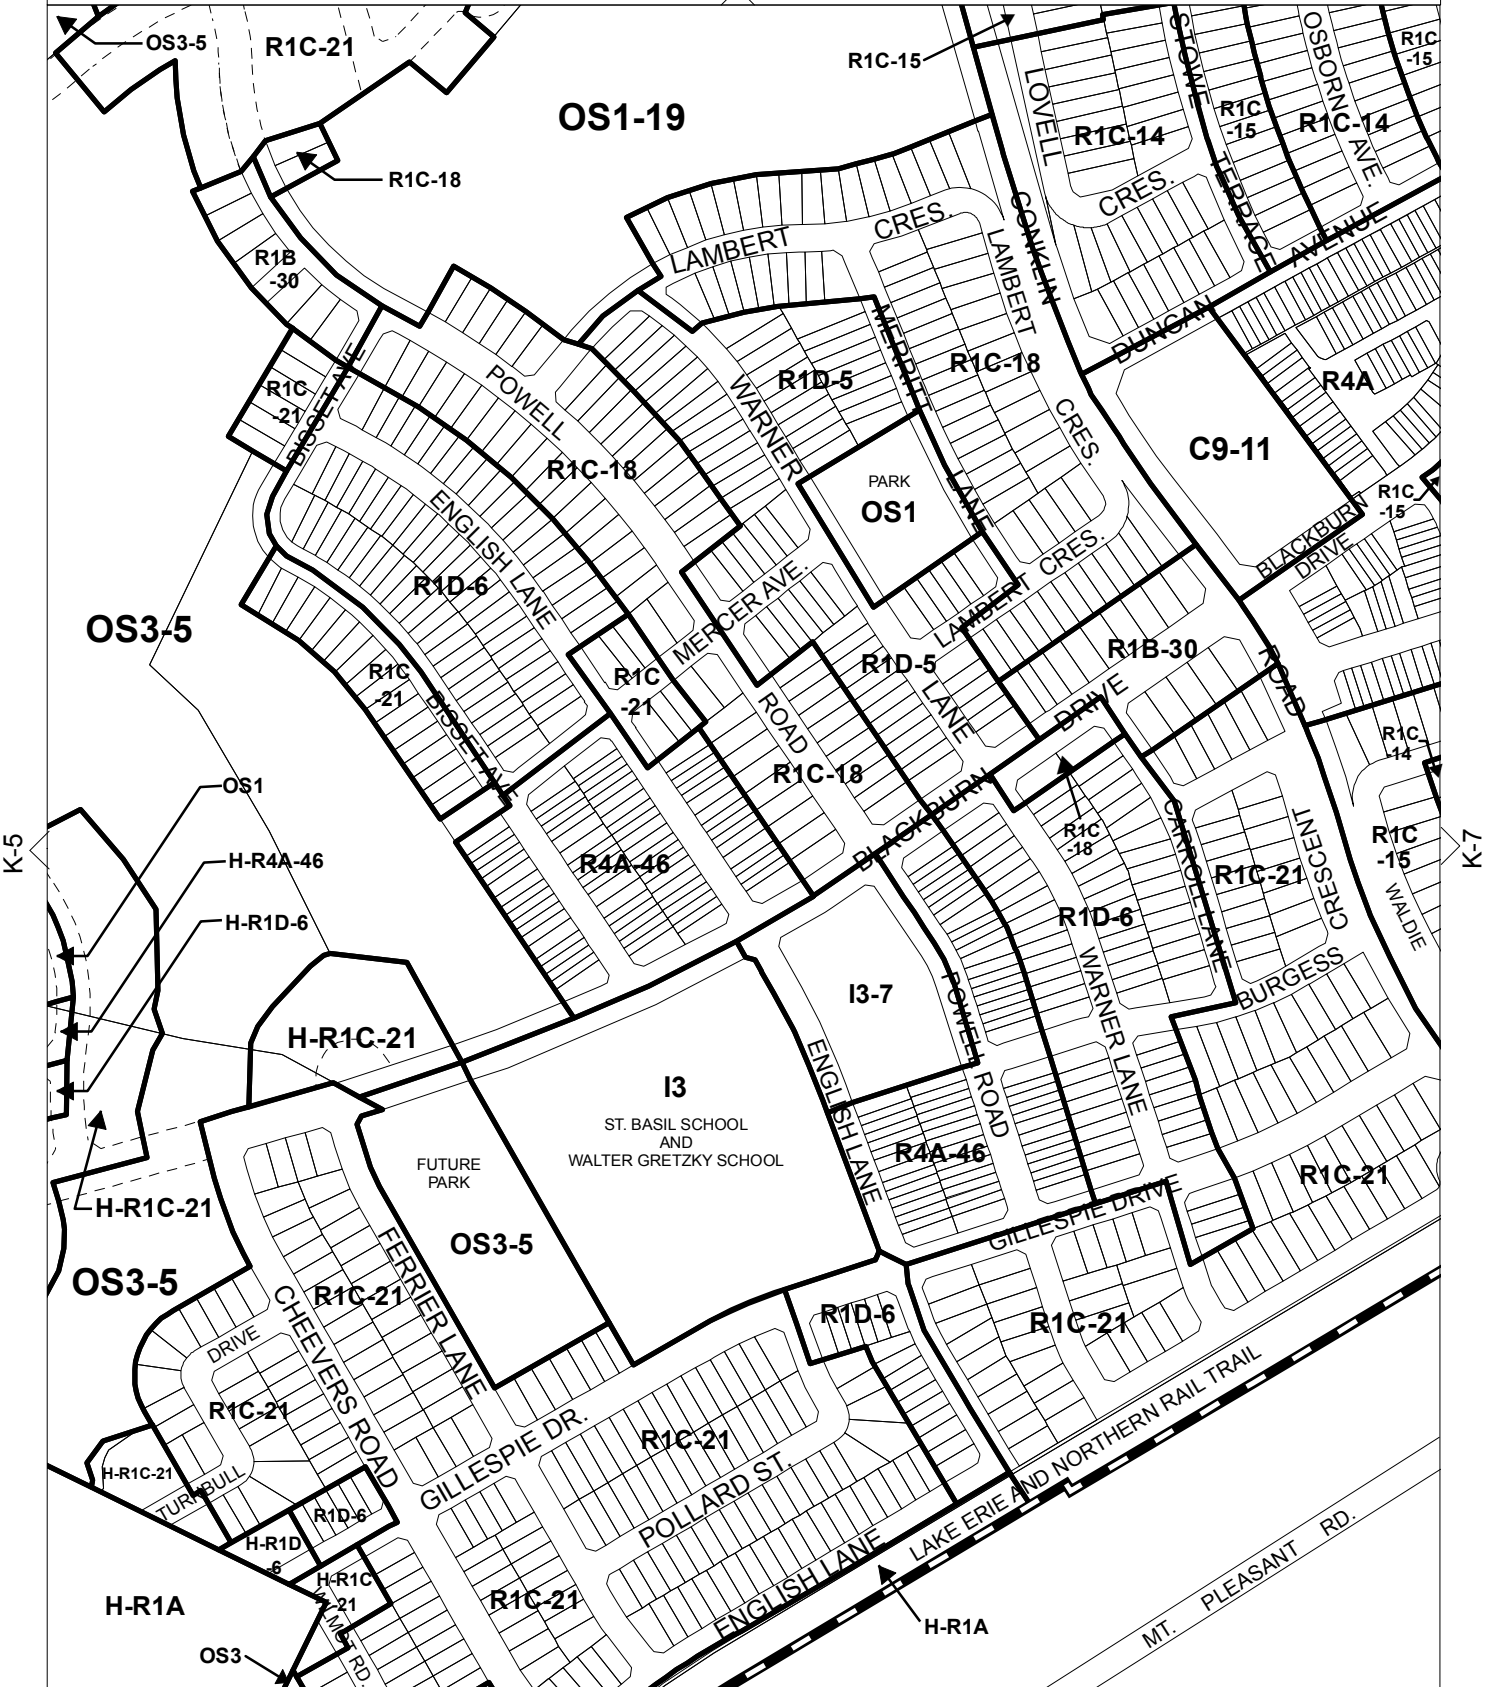 OS3-5
R1C-21
R1C-15
STOWE
OSBORN
R1C
-15
OS1-19
LOVELL
R1C
-15
R1C-14
R1C-14
AVE.
R1C-18
TERRACE
CRES.
CONKLIN
CRES.
LAMBERT
AVENUE
R1B
-30
LAMBERT
MERRITT
DUNCAN
R1C
-21
BISSET AVE
POWELL
WARNER
R1D-5
R1C-18
R4A
CRES.
C9-11
R1C-18
PARK
OS1
LANE
R1C
-15
ENGLISH LANE
BLACKBURN
DRIVE
R1D-6
MERCER AVE.
LAMBERT
CRES.
OS3-5
R1C
-21
R1C
-21
R1D-5
R1B-30
ROAD
BISSET AVE
ROAD
LANE
DRIVE
R1C
-14
OS1
R1C-18
BLACKBURN
R1C
-18
CARROLL LANE
CRESCENT
R1C
-15
K-5
K-7
H-R4A-46
R4A-46
R1C-21
WALDIE
H-R1D-6
R1D-6
WARNER LANE
BURGESS
I3-7
POWELL ROAD
H-R1C-21
I3
ST. BASIL SCHOOL
AND
WALTER GRETZKY SCHOOL
ENGLISH LANE
FUTURE
PARK
R4A-46
R1C-21
H-R1C-21
GILLESPIE DRIVE
OS3-5
OS3-5
FERRIER LANE
R1C-21
CHEEVERS ROAD
R1D-6
R1C-21
DRIVE
R1C-21
R1C-21
GILLESPIE DR.
H-R1C-21
TURNBULL
POLLARD ST.
LAKE ERIE AND NORTHERN RAIL TRAIL
R1D-6
H-R1D
-6
H-R1C
-21
R1C-21
ENGLISH LANE
H-R1A
H-R1A
WILMOT RD.
OS3
MT. PLEASANT RD.